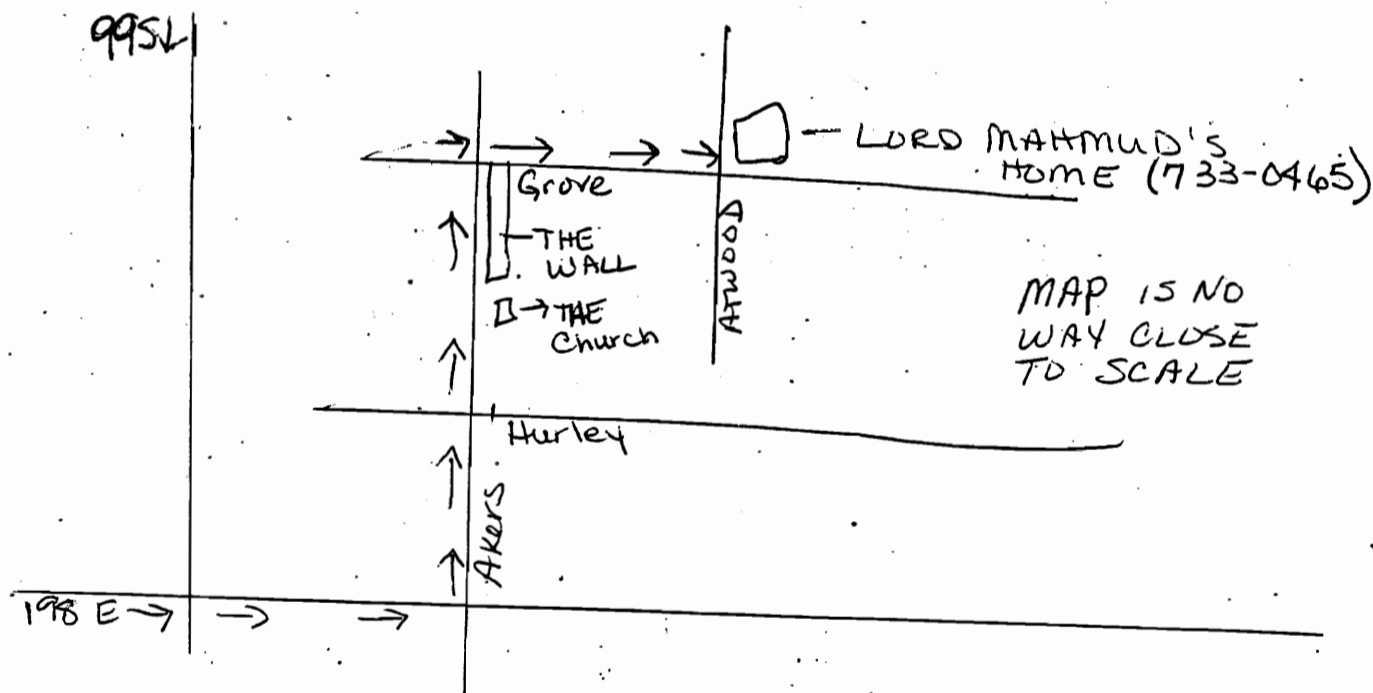 99S↓
LORD MAHMUD'S
HOME (733-0465)
Grove
THE
WALL
THE
Church
ATWOOD
MAP IS NO
WAY CLOSE
TO SCALE
Hurley
Akers
198 E